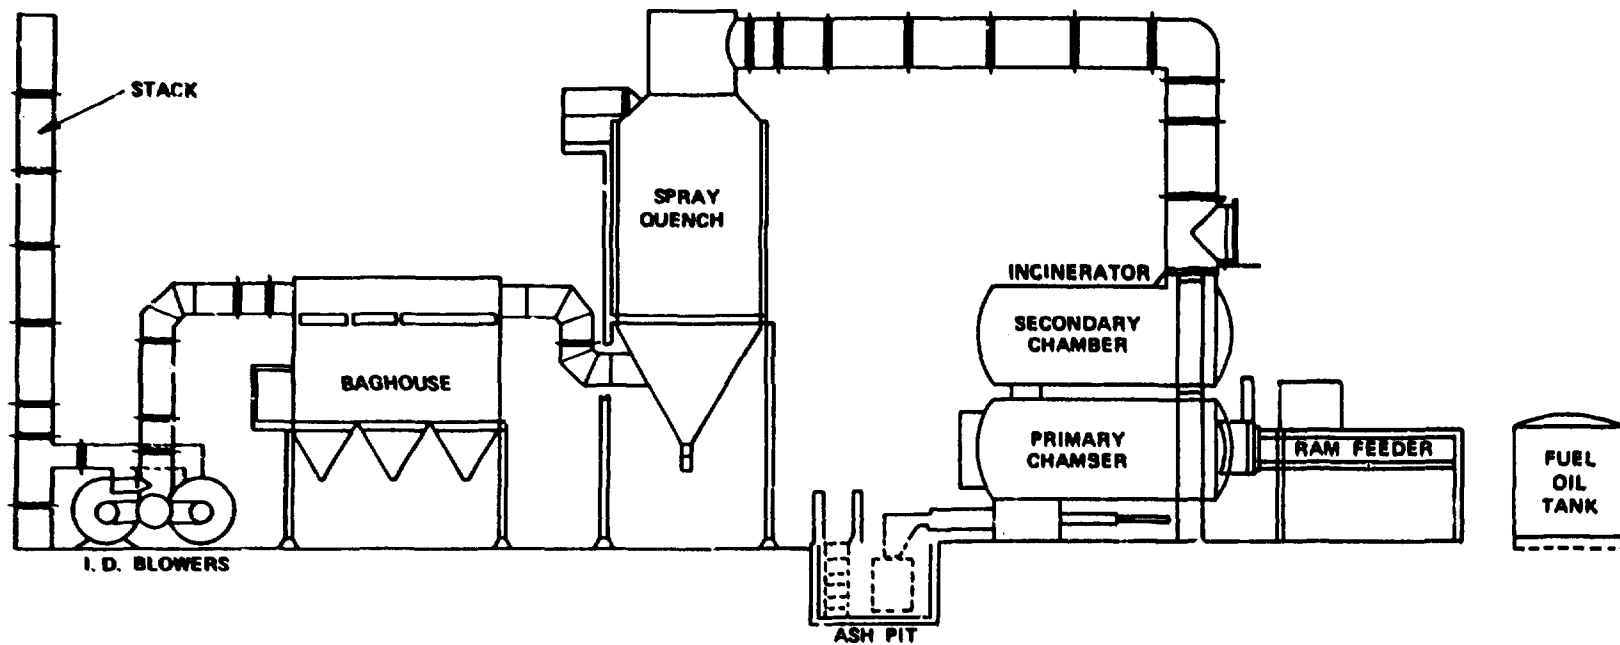 STACK
SPRAY
QUENCH
INCINERATOR
SECONDARY
CHAMBER
BAGHOUSE
PRIMARY
CHAMBER
RAM FEEDER
FUEL
OIL
TANK
I. D. BLOWERS
ASH PIT